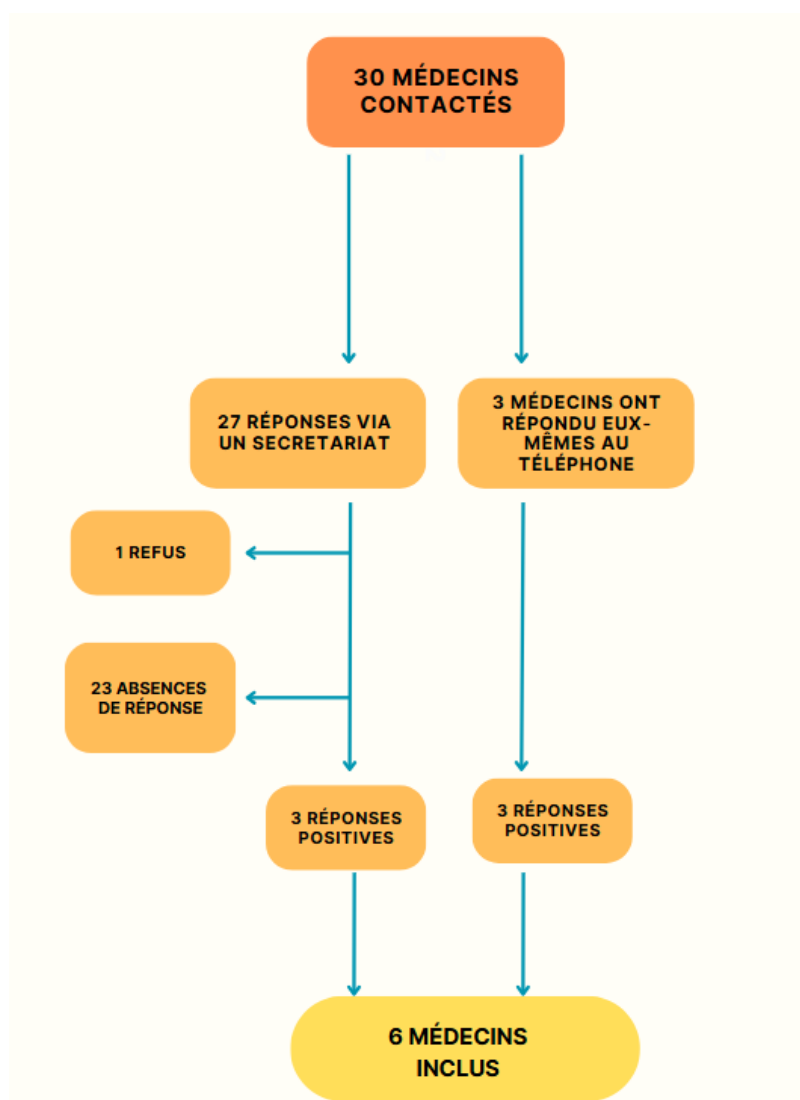 30 MÉDECINS
CONTACTÉS
27 RÉPONSES VIA
UN SECRETARIAT
3 MÉDECINS ONT
RÉPONDU EUX-
MÊMES AU
TÉLÉPHONE
1 REFUS
23 ABSENCES
DE RÉPONSE
3 RÉPONSES
POSITIVES
3 RÉPONSES
POSITIVES
6 MÉDECINS
INCLUS